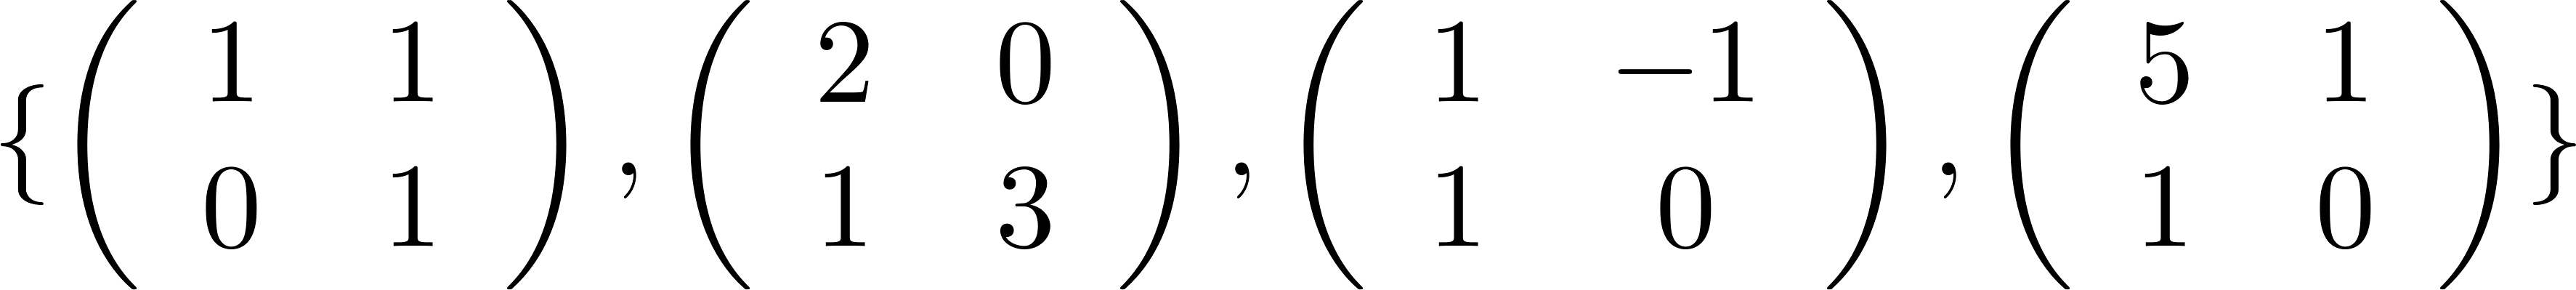 {(1 1
0 1), (2 0
1 3), (1 −1
1 0), (5 1
1 0)}